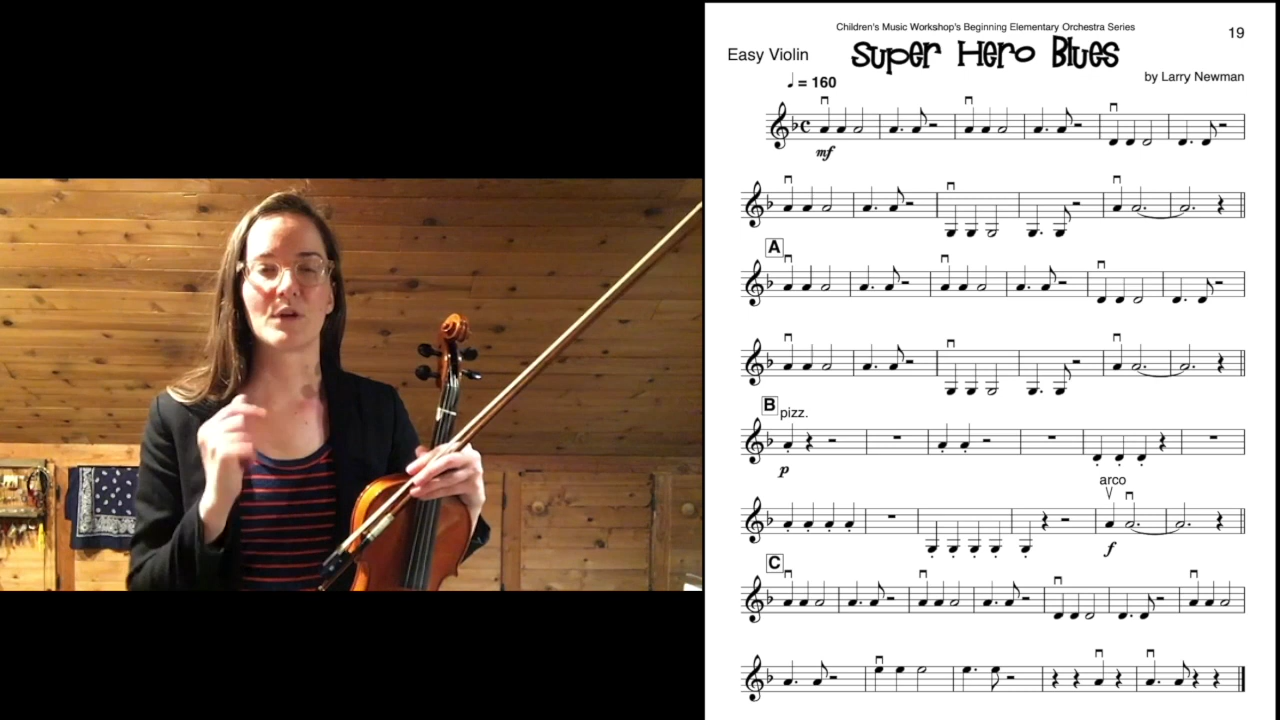 Children's Music Workshop's Beginning Elementary Orchestra Series
19
Easy Violin
Super Hero Blues
by Larry Newman
♩ = 160
mf
A
B
pizz.
p
arco
f
C